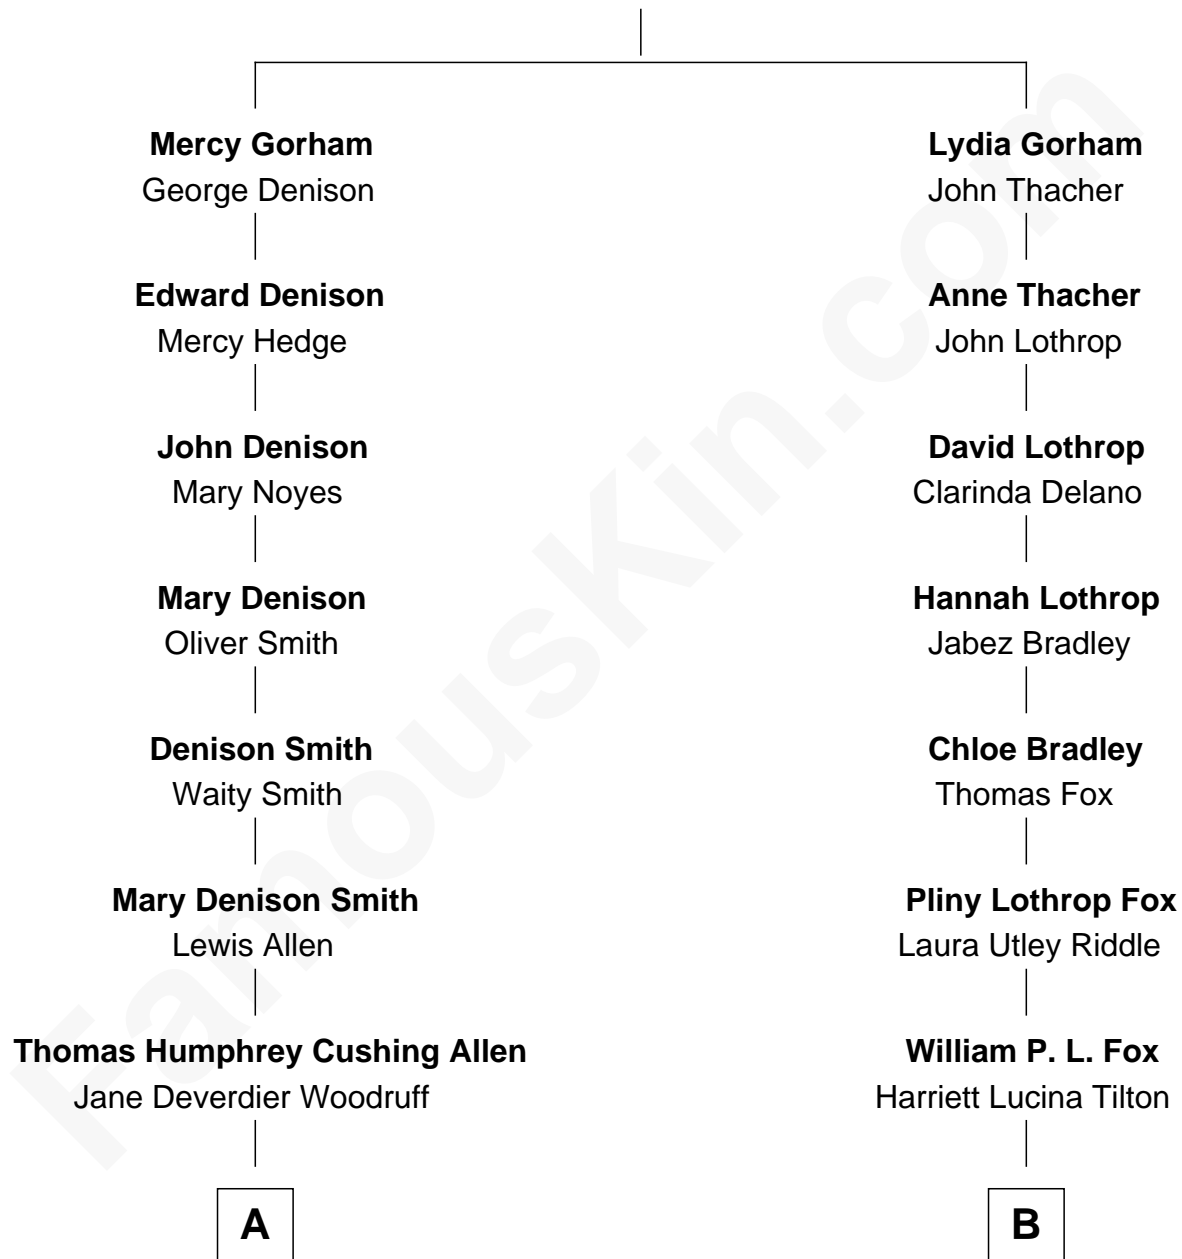 Mercy Gorham
George Denison
Lydia Gorham
John Thacher
Edward Denison
Mercy Hedge
Anne Thacher
John Lothrop
John Denison
Mary Noyes
David Lothrop
Clarinda Delano
Mary Denison
Oliver Smith
Hannah Lothrop
Jabez Bradley
Denison Smith
Waity Smith
Chloe Bradley
Thomas Fox
Mary Denison Smith
Lewis Allen
Pliny Lothrop Fox
Laura Utley Riddle
Thomas Humphrey Cushing Allen
Jane Deverdier Woodruff
William P. L. Fox
Harriett Lucina Tilton
A
B
FamousKin.com